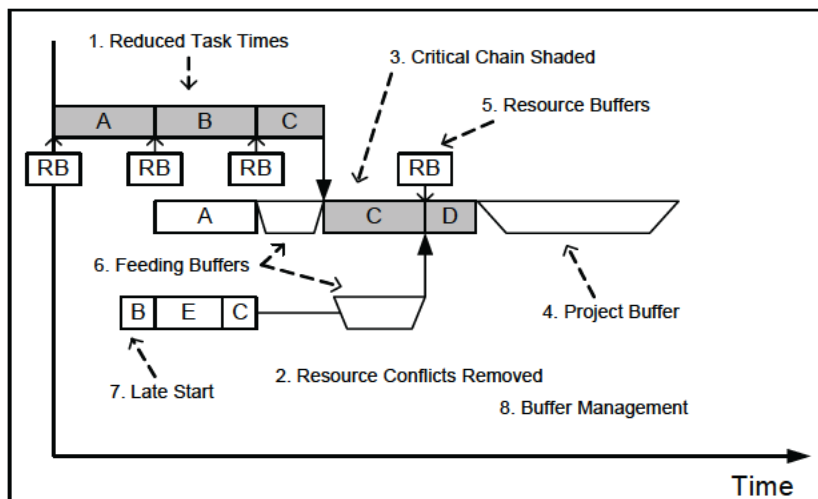 1. Reduced Task Times
3. Critical Chain Shaded
5. Resource Buffers
A B C
RB RB RB RB
A C D
6. Feeding Buffers
4. Project Buffer
B E C
2. Resource Conflicts Removed
7. Late Start
8. Buffer Management
Time